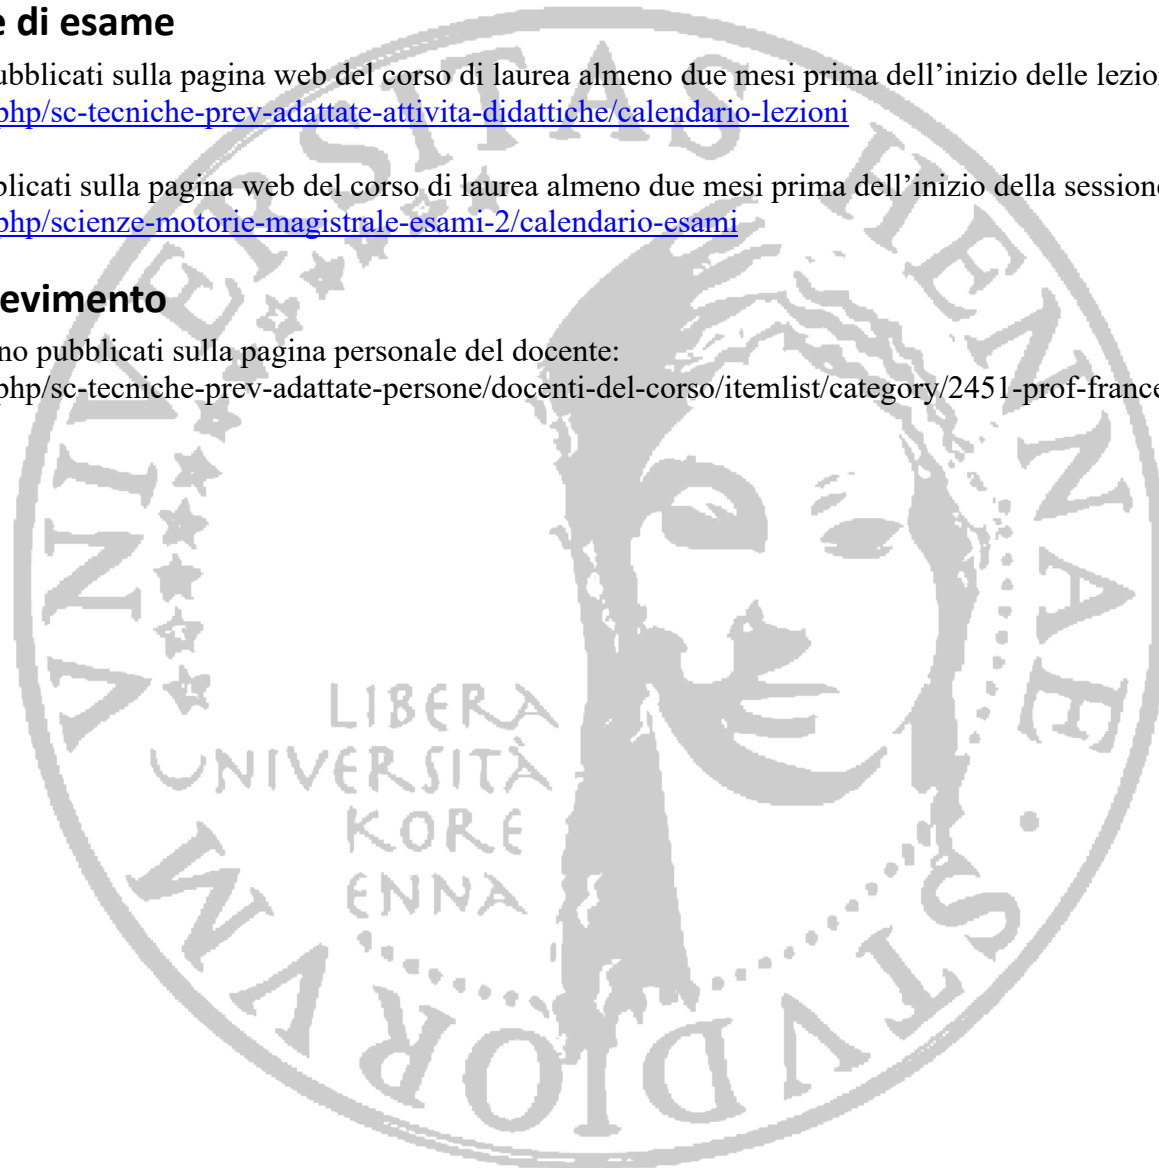 e di esame
ubblicati sulla pagina web del corso di laurea almeno due mesi prima dell’inizio delle lezio
php/sc-tecniche-prev-adattate-attivita-didattiche/calendario-lezioni
blicati sulla pagina web del corso di laurea almeno due mesi prima dell’inizio della sessione
php/scienze-motorie-magistrale-esami-2/calendario-esami
evimento
no pubblicati sulla pagina personale del docente:
php/sc-tecniche-prev-adattate-persone/docenti-del-corso/itemlist/category/2451-prof-france
VNIVERSITAS HENNAE · STVDIORVM
LIBERA
UNIVERSITÀ
KORE
ENNA